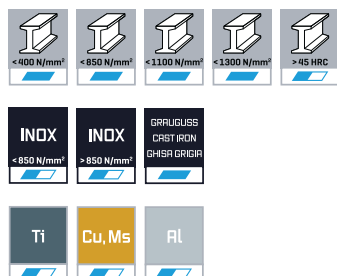 <400 N/mm²
<850 N/mm²
<1100 N/mm²
<1300 N/mm²
>45 HRC
INOX
<850 N/mm²
INOX
>850 N/mm²
GRAUGUSS
CAST IRON
GHISA GRIGIA
Ti
Cu, Ms
Al